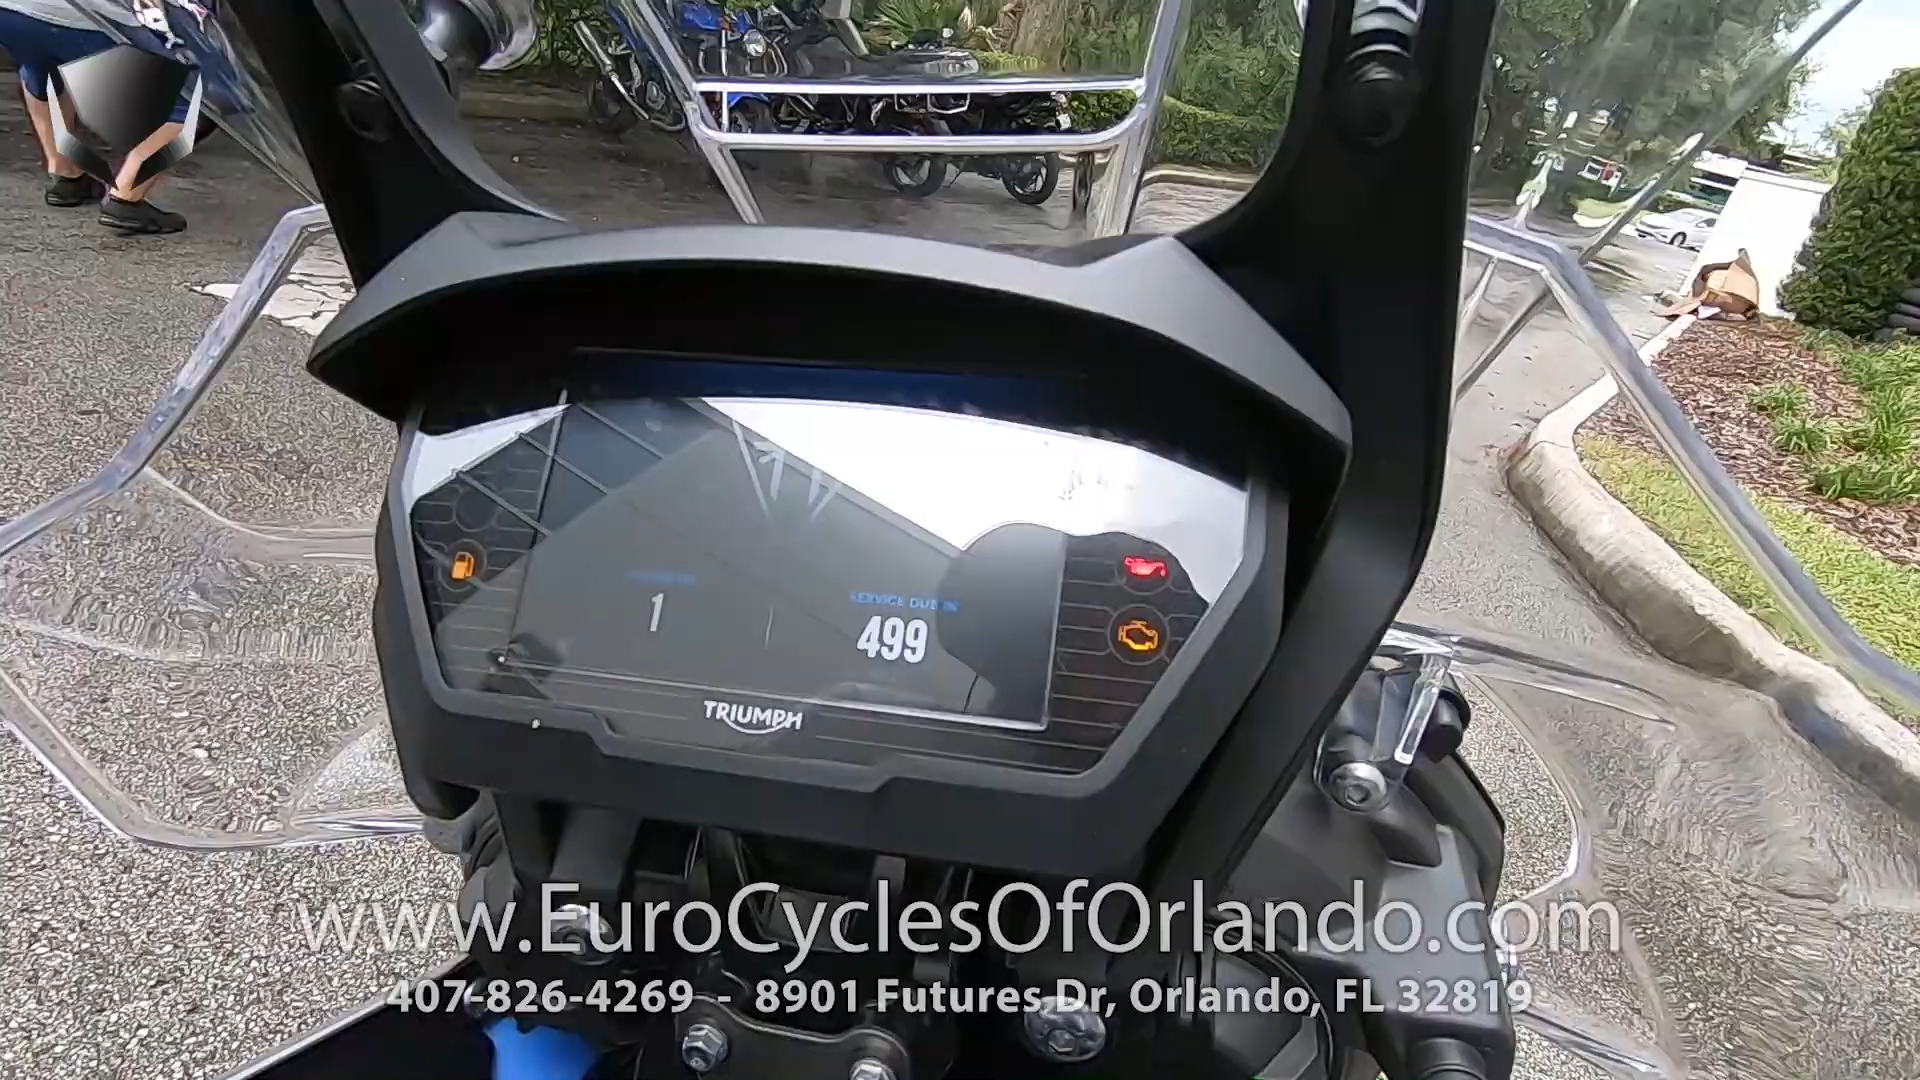 1
SERVICE DUE IN
499
TRIUMPH
www.EuroCyclesOfOrlando.com
407-826-4269 - 8901 Futures Dr, Orlando, FL 32819